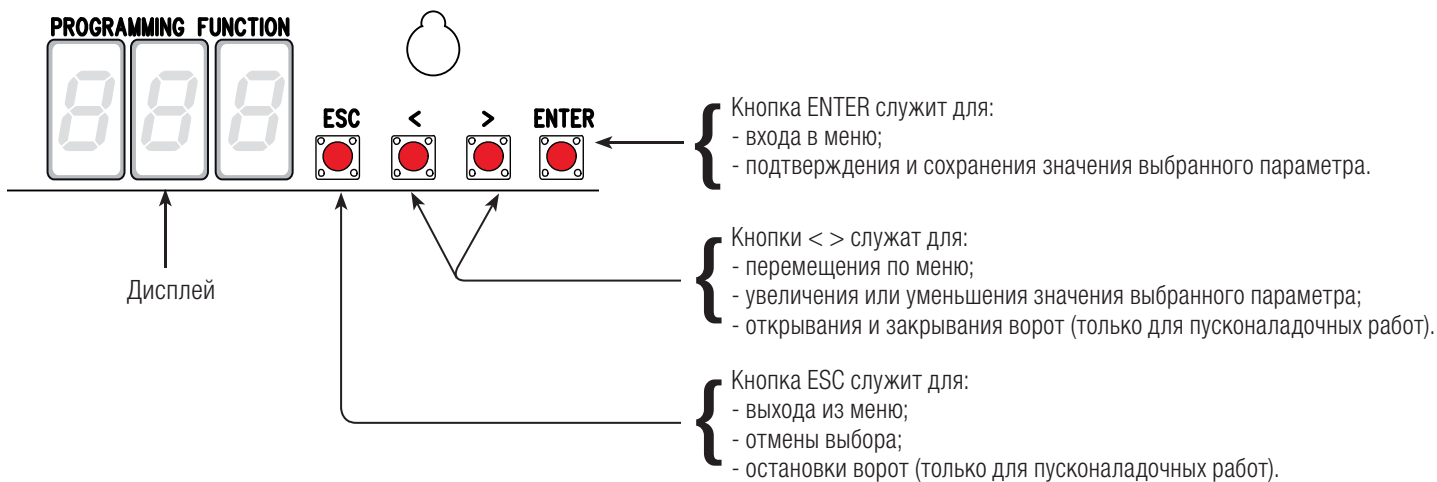 PROGRAMMING FUNCTION
ESC < > ENTER
Кнопка ENTER служит для:
- входа в меню;
- подтверждения и сохранения значения выбранного параметра.
Кнопки < > служат для:
- перемещения по меню;
- увеличения или уменьшения значения выбранного параметра;
- открывания и закрывания ворот (только для пусконаладочных работ).
Дисплей
Кнопка ESC служит для:
- выхода из меню;
- отмены выбора;
- остановки ворот (только для пусконаладочных работ).